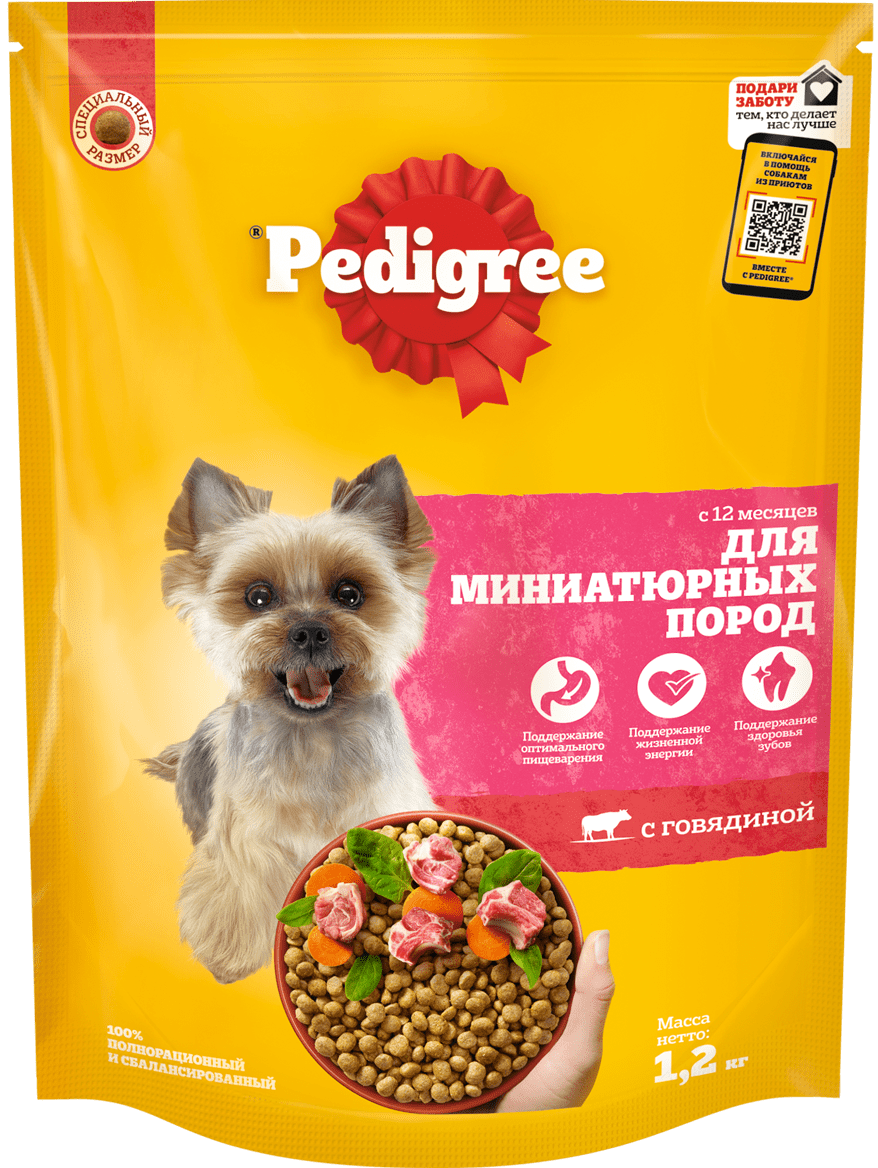 СПЕЦИАЛЬНЫЙ
РАЗМЕР
ПОДАРИ
ЗАБОТУ
тем, кто делает
нас лучше
ВКЛЮЧАЙСЯ
В ПОМОЩЬ
СОБАКАМ
ИЗ ПРИЮТОВ
ВМЕСТЕ
С PEDIGREE®
® Pedigree
с 12 месяцев
ДЛЯ
МИНИАТЮРНЫХ
ПОРОД
Поддержание
оптимального
пищеварения
Поддержание
жизненной
энергии
Поддержание
здоровья
зубов
с говядиной
100%
ПОЛНОРАЦИОННЫЙ
И СБАЛАНСИРОВАННЫЙ
Масса
нетто:
1,2 кг